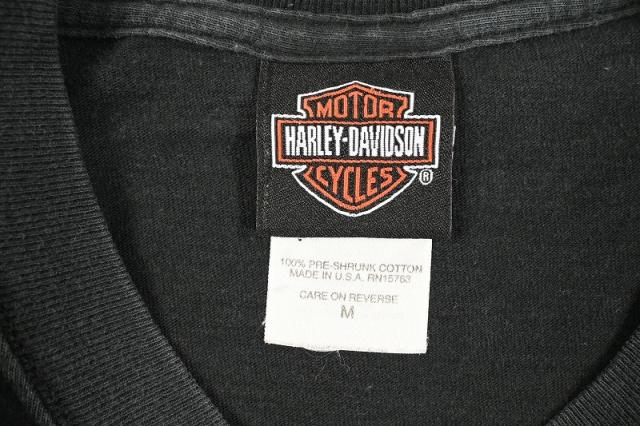 MOTOR
HARLEY-DAVIDSON
CYCLES
®
100% PRE-SHRUNK COTTON
MADE IN U.S.A. RN15763
CARE ON REVERSE
M